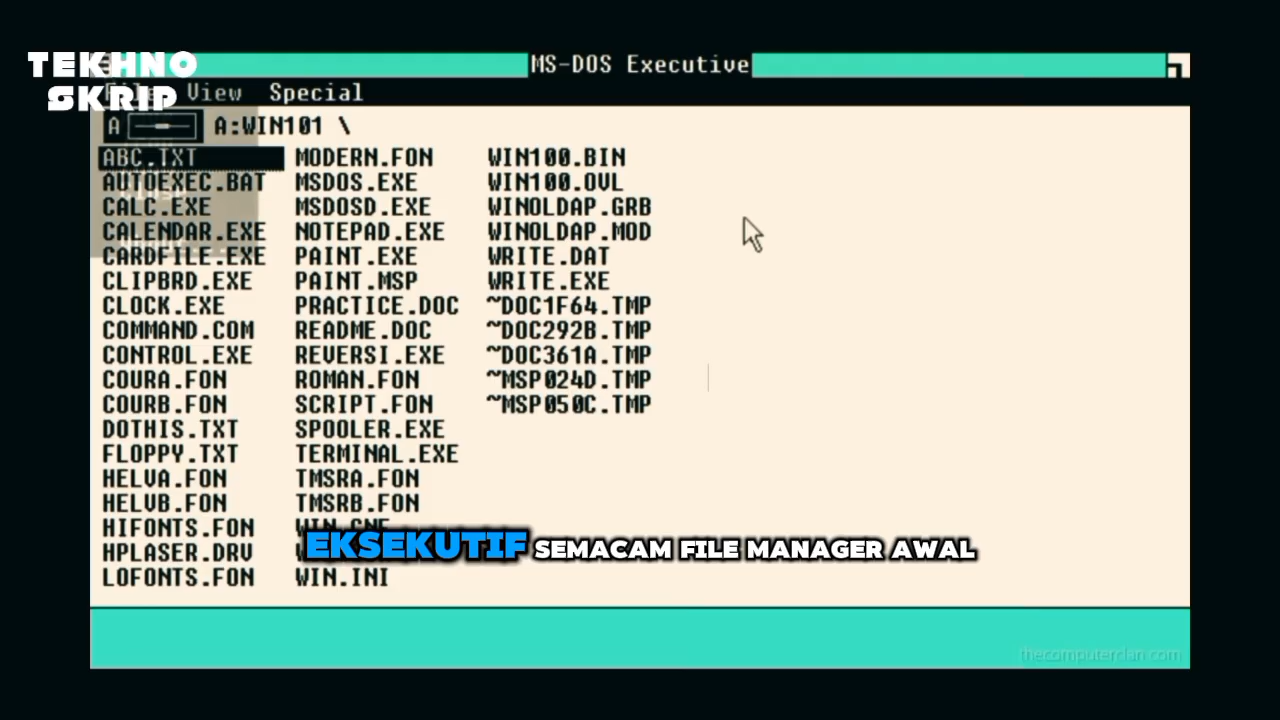 TEKHNO
SKRIP
MS-DOS Executive
View Special
A A:WIN101 \
ABC.TXT MODERN.FON WIN100.BIN
AUTOEXEC.BAT MSDOS.EXE WIN100.OVL
CALC.EXE MSDOSD.EXE WINOLDAP.GRB
CALENDAR.EXE NOTEPAD.EXE WINOLDAP.MOD
CARDFILE.EXE PAINT.EXE WRITE.DAT
CLIPBRD.EXE PAINT.MSP WRITE.EXE
CLOCK.EXE PRACTICE.DOC ~DOC1F64.TMP
COMMAND.COM README.DOC ~DOC292B.TMP
CONTROL.EXE REVERSI.EXE ~DOC361A.TMP
COURA.FON ROMAN.FON ~MSP024D.TMP
COURB.FON SCRIPT.FON ~MSP050C.TMP
DOTHIS.TXT SPOOLER.EXE
FLOPPY.TXT TERMINAL.EXE
HELVA.FON TMSRA.FON
HELVB.FON TMSRB.FON
HIFONTS.FON
HPLASER.DRV
LOFONTS.FON WIN.INI
EKSEKUTIF SEMACAM FILE MANAGER AWAL
thecomputerclan.com